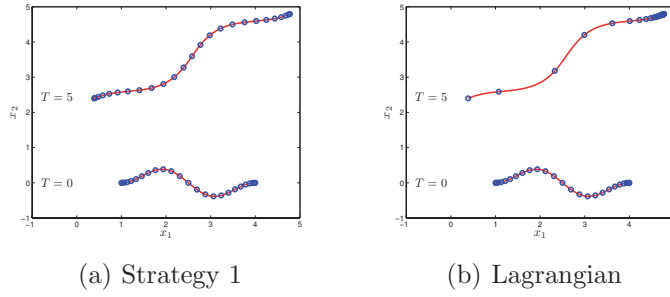 5
4
3
2
1
0
−1
−1 0 1 2 3 4 5
x₂
x₁
T = 5
T = 0
(a) Strategy 1
5
4
3
2
1
0
−1
−1 0 1 2 3 4
x₂
x₁
T = 5
T = 0
(b) Lagrangian